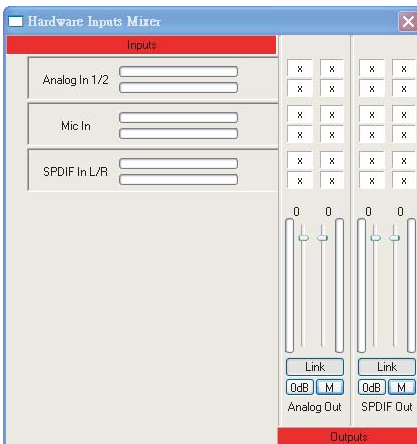 Hardware Inputs Mixer
Inputs
Analog In 1/2
x x x x
x x x x
Mic In
x x x x
x x x x
SPDIF In L/R
x x x x
x x x x
0 0 0 0
Link Link
0dB M 0dB M
Analog Out SPDIF Out
Outputs